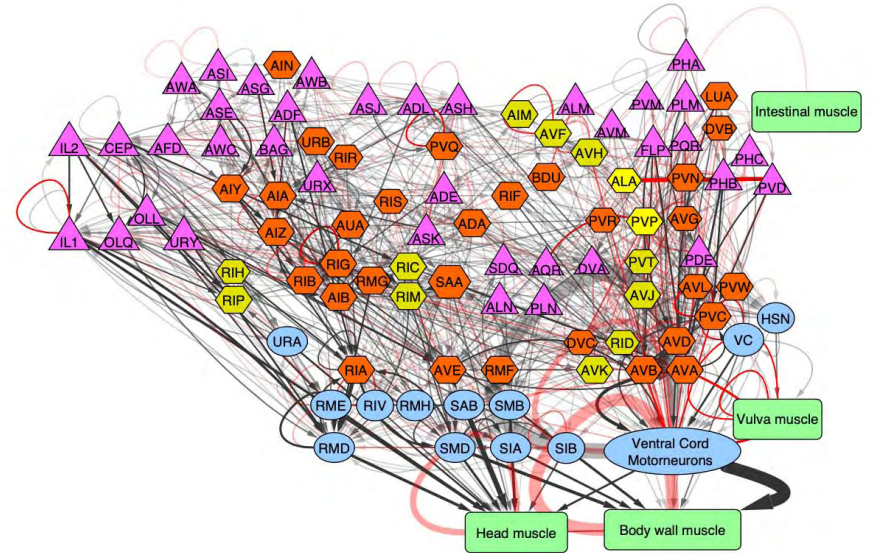 PHA
AIN
ASI
AWB
AWA
ASG
ASE
ADF
ASJ
ADL
ASH
ALM
PVM
PLM
LUA
Intestinal muscle
AIM
AVF
AVM
DVB
IL2
CEP
AFD
AWC
BAG
URB
RIR
PVQ
AVH
FLP
PQR
PHC
AIY
AIA
URX
ADE
BDU
ALA
PVN
PHB
PVD
RIS
RIF
OLL
AIZ
AUA
ADA
PVR
PVP
AVG
IL1
OLQ
URY
ASK
RIH
RIG
RIC
SDQ
AQR
DVA
PVT
PDE
RIP
RIB
RMG
SAA
AIB
RIM
ALN
PLN
AVJ
AVL
PVW
PVC
HSN
URA
DVC
RID
AVD
VC
RIA
AVE
RMF
AVK
AVB
AVA
RME
RIV
RMH
SAB
SMB
Vulva muscle
RMD
SMD
SIA
SIB
Ventral Cord
Motorneurons
Head muscle
Body wall muscle